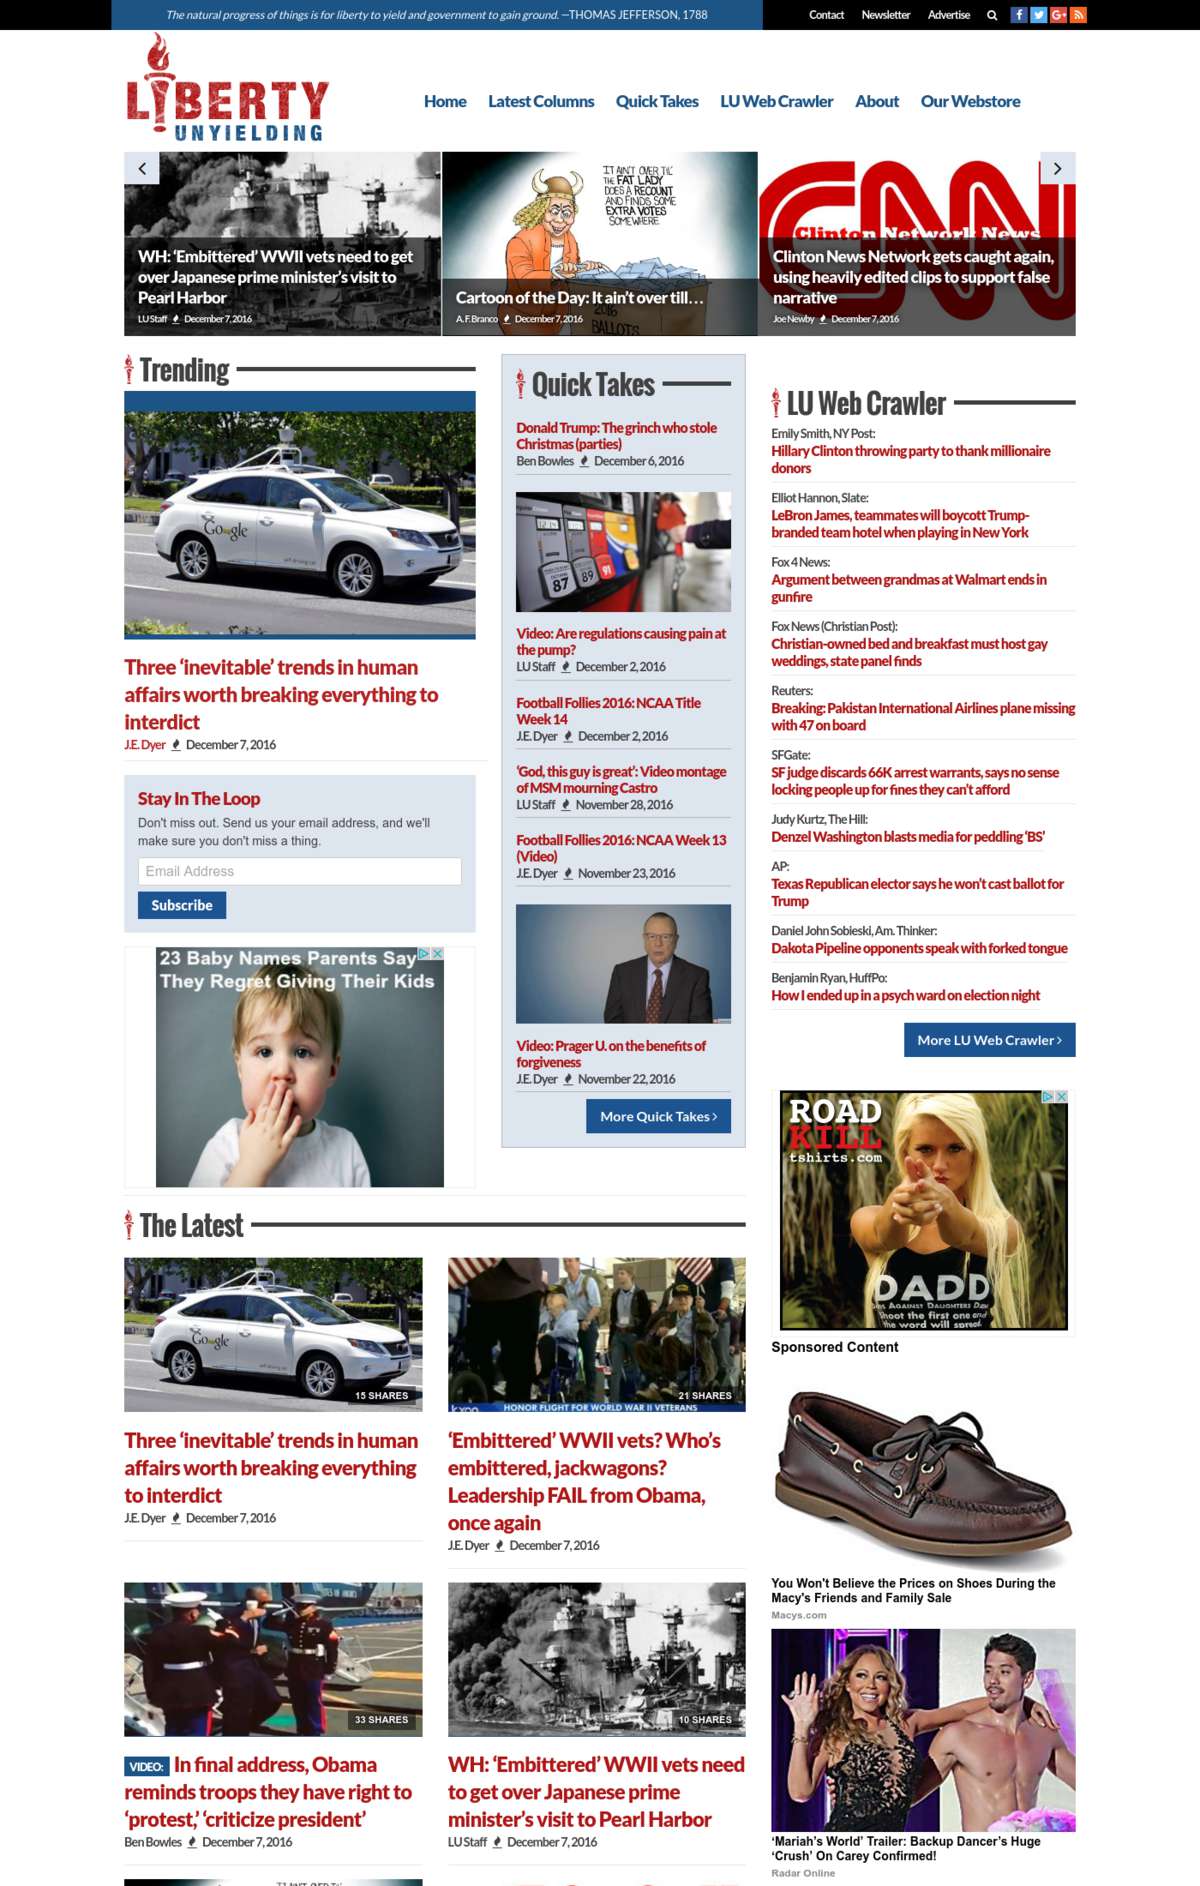 The natural progress of things is for liberty to yield and government to gain ground. —THOMAS JEFFERSON, 1788
Contact Newsletter Advertise
LIBERTY
UNYIELDING
Home Latest Columns Quick Takes LU Web Crawler About Our Webstore
WH: ‘Embittered’ WWII vets need to get
over Japanese prime minister’s visit to
Pearl Harbor
LU Staff December 7, 2016
IT AIN'T OVER 'TIL
THE FAT LADY
DOES A RECOUNT
AND FINDS SOME
EXTRA VOTES
SOMEWHERE
2016
BALLOTS
Cartoon of the Day: It ain’t over till…
A.F. Branco December 7, 2016
CNN
Clinton Network News
Clinton News Network gets caught again,
using heavily edited clips to support false
narrative
Joe Newby December 7, 2016
Trending
Google
self-driving car
Three ‘inevitable’ trends in human
affairs worth breaking everything to
interdict
J.E. Dyer December 7, 2016
Stay In The Loop
Don't miss out. Send us your email address, and we'll
make sure you don't miss a thing.
Email Address
Subscribe
23 Baby Names Parents Say
They Regret Giving Their Kids
Quick Takes
Donald Trump: The grinch who stole
Christmas (parties)
Ben Bowles December 6, 2016
87 89 91
Video: Are regulations causing pain at
the pump?
LU Staff December 2, 2016
Football Follies 2016: NCAA Title
Week 14
J.E. Dyer December 2, 2016
‘God, this guy is great’: Video montage
of MSM mourning Castro
LU Staff November 28, 2016
Football Follies 2016: NCAA Week 13
(Video)
J.E. Dyer November 23, 2016
Video: Prager U. on the benefits of
forgiveness
J.E. Dyer November 22, 2016
More Quick Takes
LU Web Crawler
Emily Smith, NY Post:
Hillary Clinton throwing party to thank millionaire
donors
Elliot Hannon, Slate:
LeBron James, teammates will boycott Trump-
branded team hotel when playing in New York
Fox 4 News:
Argument between grandmas at Walmart ends in
gunfire
Fox News (Christian Post):
Christian-owned bed and breakfast must host gay
weddings, state panel finds
Reuters:
Breaking: Pakistan International Airlines plane missing
with 47 on board
SFGate:
SF judge discards 66K arrest warrants, says no sense
locking people up for fines they can’t afford
Judy Kurtz, The Hill:
Denzel Washington blasts media for peddling ‘BS’
AP:
Texas Republican elector says he won’t cast ballot for
Trump
Daniel John Sobieski, Am. Thinker:
Dakota Pipeline opponents speak with forked tongue
Benjamin Ryan, HuffPo:
How I ended up in a psych ward on election night
More LU Web Crawler
ROAD
KILL
tshirts.com
DADD
Against Daughters
Shoot the first one and
the word will spread
Sponsored Content
You Won't Believe the Prices on Shoes During the
Macy's Friends and Family Sale
Macys.com
‘Mariah’s World’ Trailer: Backup Dancer’s Huge
‘Crush’ On Carey Confirmed!
Radar Online
The Latest
Google
self-driving car
15 SHARES
Three ‘inevitable’ trends in human
affairs worth breaking everything
to interdict
J.E. Dyer December 7, 2016
kxan HONOR FLIGHT FOR WORLD WAR II VETERANS
21 SHARES
‘Embittered’ WWII vets? Who’s
embittered, jackwagons?
Leadership FAIL from Obama,
once again
J.E. Dyer December 7, 2016
33 SHARES
VIDEO: In final address, Obama
reminds troops they have right to
‘protest,’ ‘criticize president’
Ben Bowles December 7, 2016
10 SHARES
WH: ‘Embittered’ WWII vets need
to get over Japanese prime
minister’s visit to Pearl Harbor
LU Staff December 7, 2016